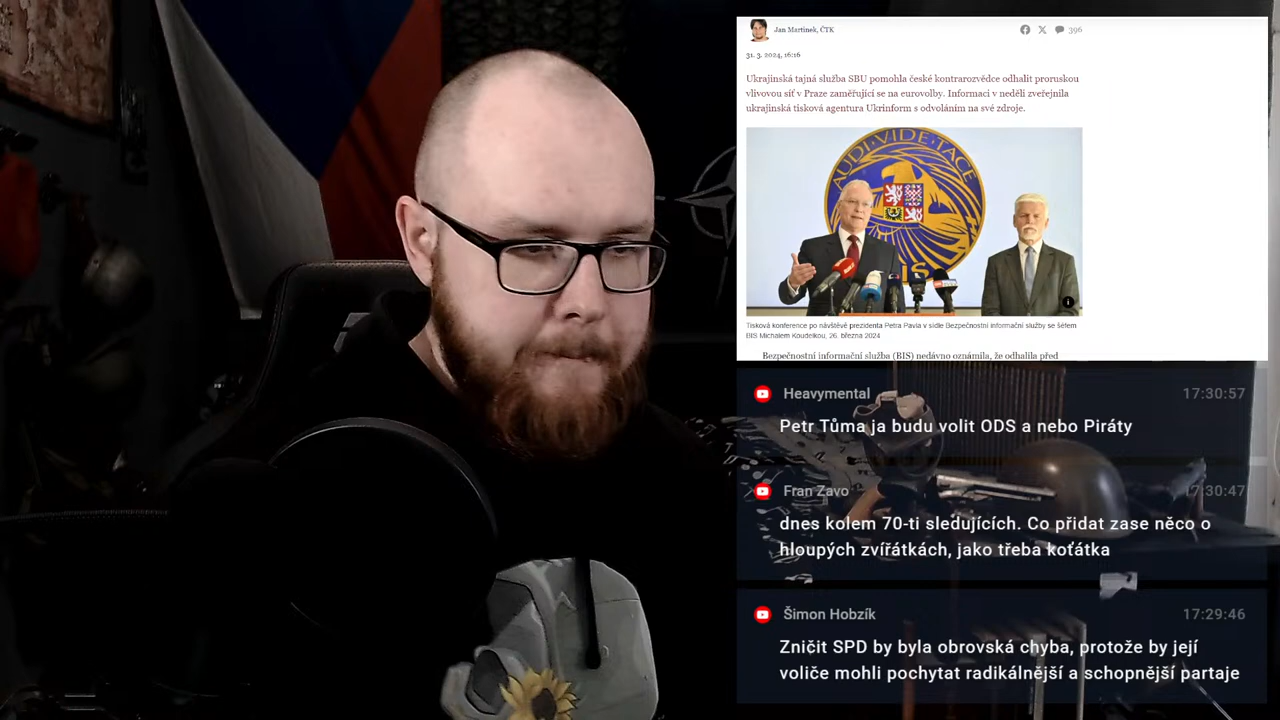 Jan Martinek, ČTK
396
31. 3. 2024, 16:16
Ukrajinská tajná služba SBU pomohla české kontrarozvědce odhalit proruskou
vlivovou síť v Praze zaměřující se na eurovolby. Informaci v neděli zveřejnila
ukrajinská tisková agentura Ukrinform s odvoláním na své zdroje.
AUDI·VIDE·TACE
BIS
Tisková konference po návštěvě prezidenta Petra Pavla v sídle Bezpečnostní informační služby se šéfem
BIS Michalem Koudelkou, 26. března 2024
Bezpečnostní informační služba (BIS) nedávno oznámila, že odhalila před
Heavymental 17:30:57
Petr Tůma ja budu volit ODS a nebo Piráty
Fran Zavo 17:30:47
dnes kolem 70-ti sledujících. Co přidat zase něco o
hloupých zvířátkách, jako třeba koťátka
Šimon Hobzík 17:29:46
Zničit SPD by byla obrovská chyba, protože by její
voliče mohli pochytat radikálnější a schopnější partaje